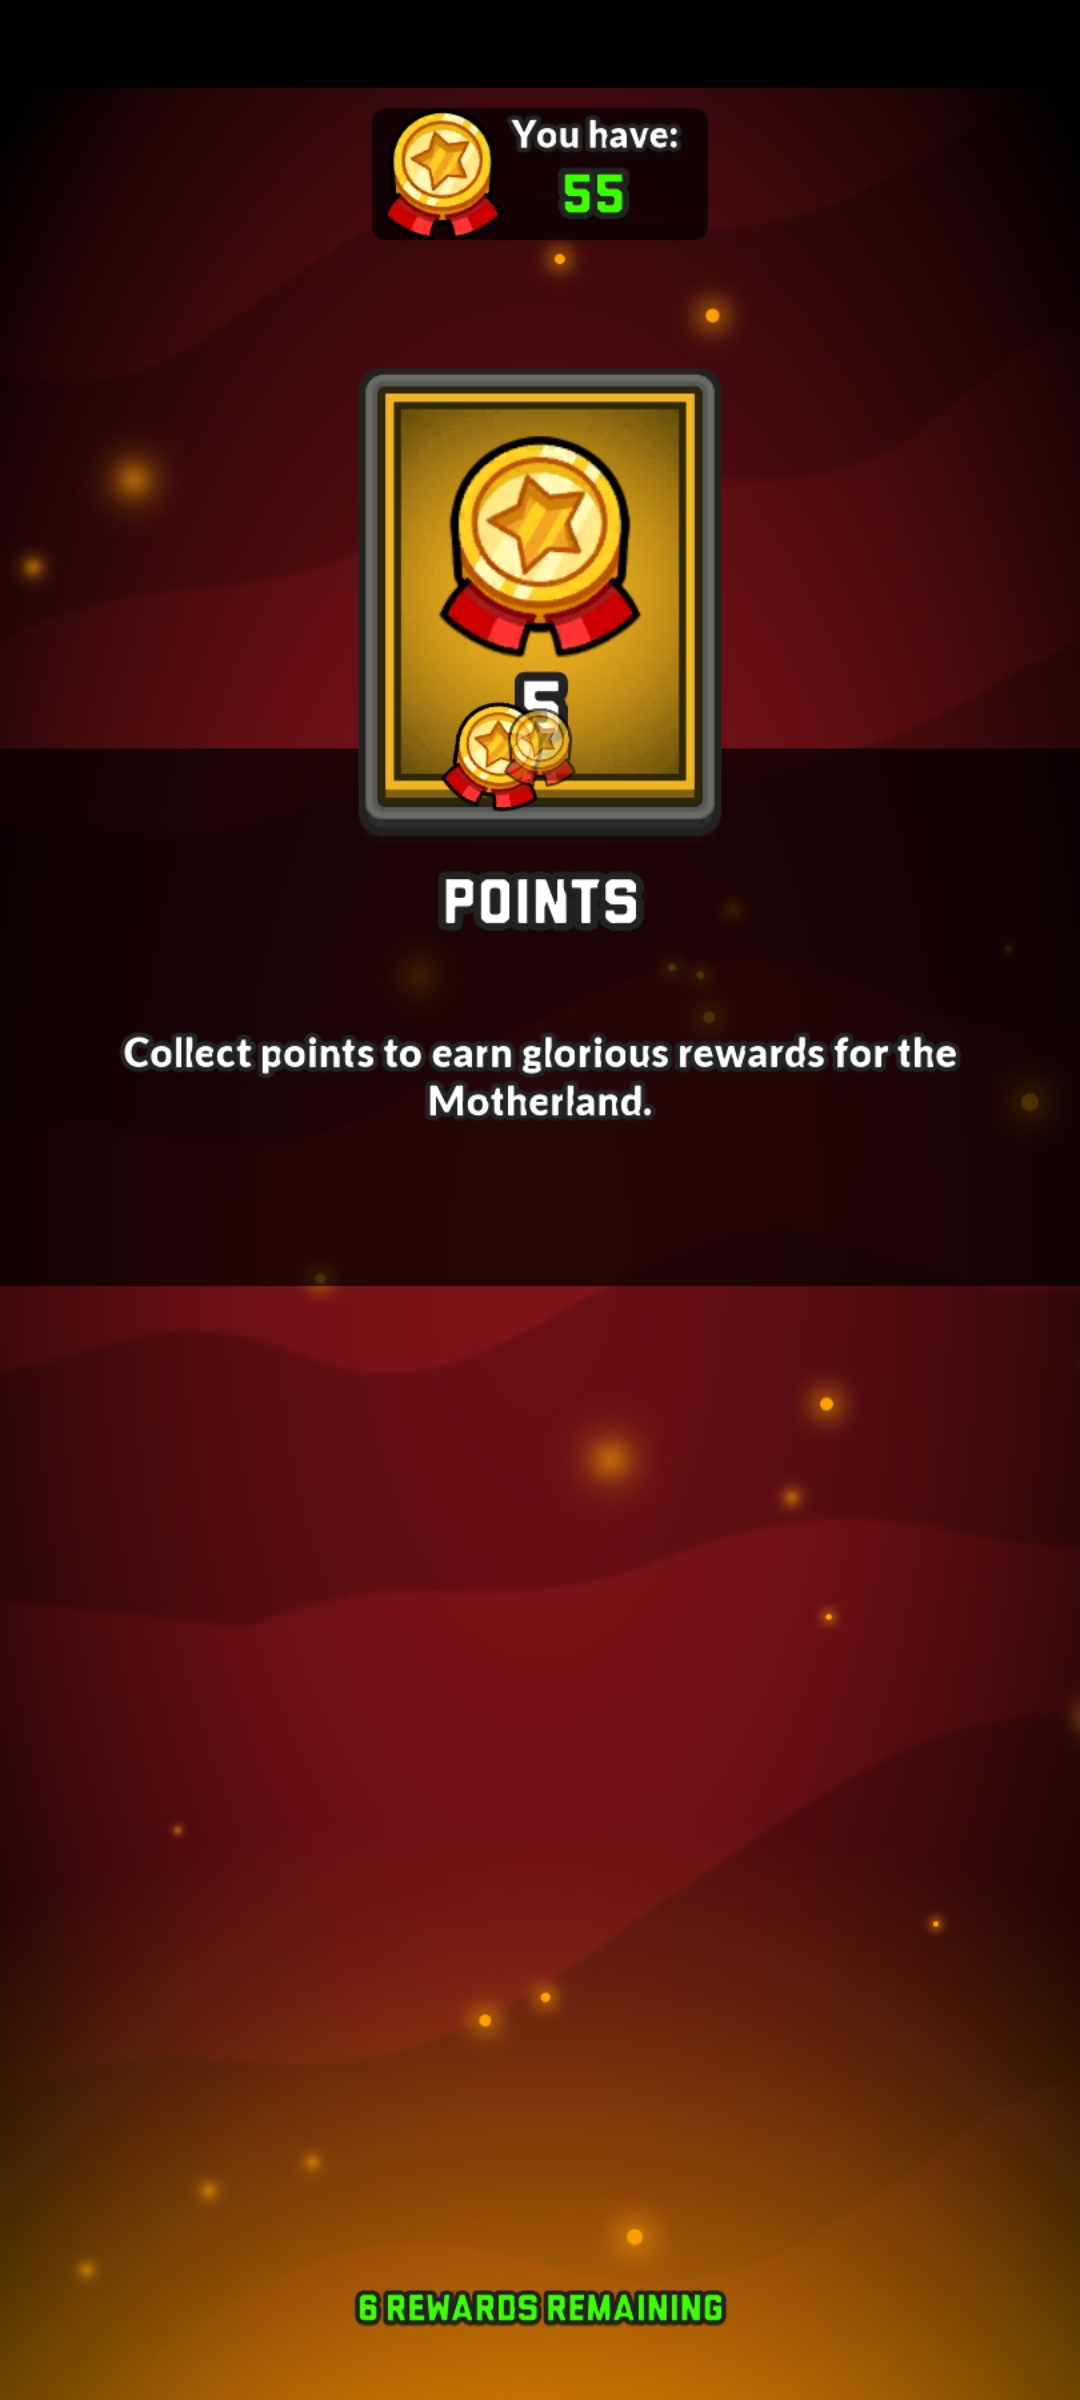 You have:
55
5
POINTS
Collect points to earn glorious rewards for the
Motherland.
6 REWARDS REMAINING